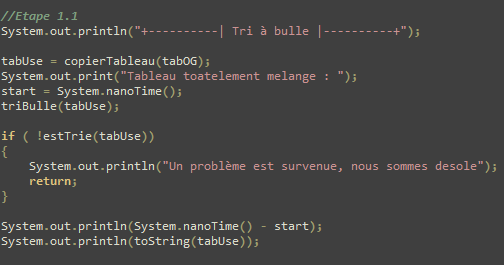 //Etape 1.1
System.out.println("+----------| Tri à bulle |----------+");
tabUse = copierTableau(tabOG);
System.out.print("Tableau toatelement melange : ");
start = System.nanoTime();
triBulle(tabUse);
if ( !estTrie(tabUse))
{
System.out.println("Un problème est survenue, nous sommes desole");
return;
}
System.out.println(System.nanoTime() - start);
System.out.println(toString(tabUse));